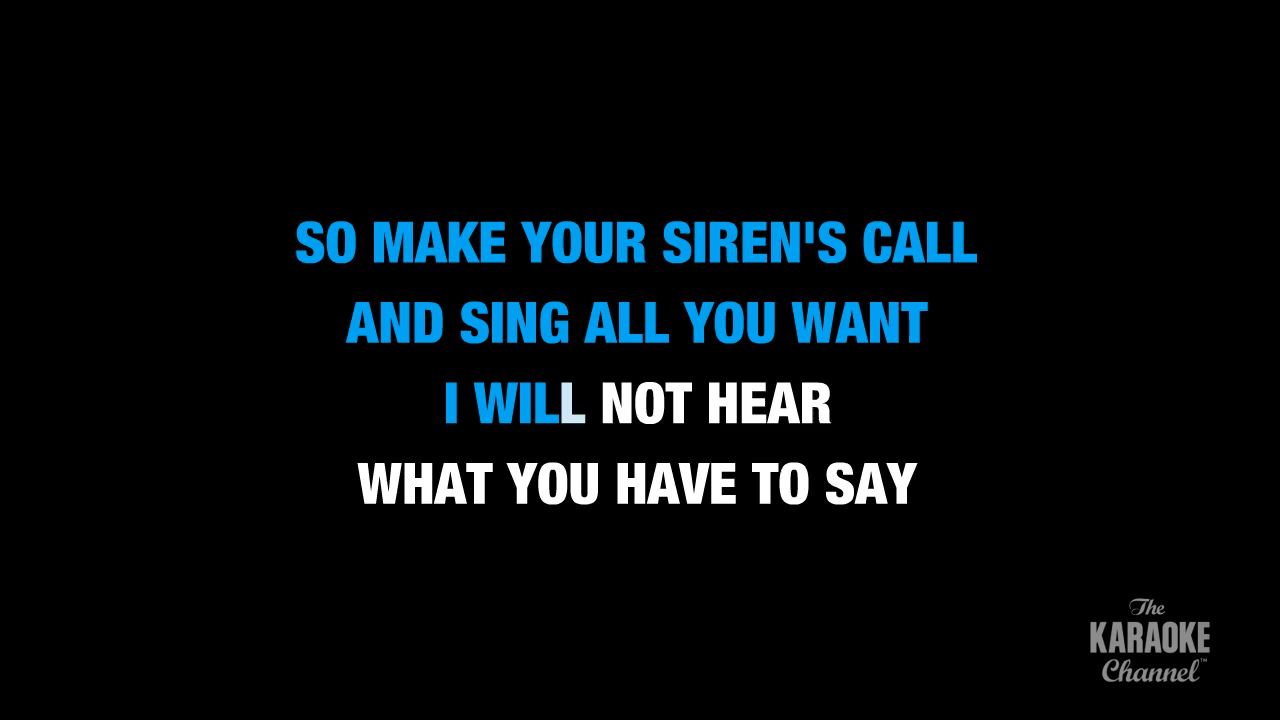 SO MAKE YOUR SIREN'S CALL
AND SING ALL YOU WANT
I WILL NOT HEAR
WHAT YOU HAVE TO SAY
The
KARAOKE
Channel™